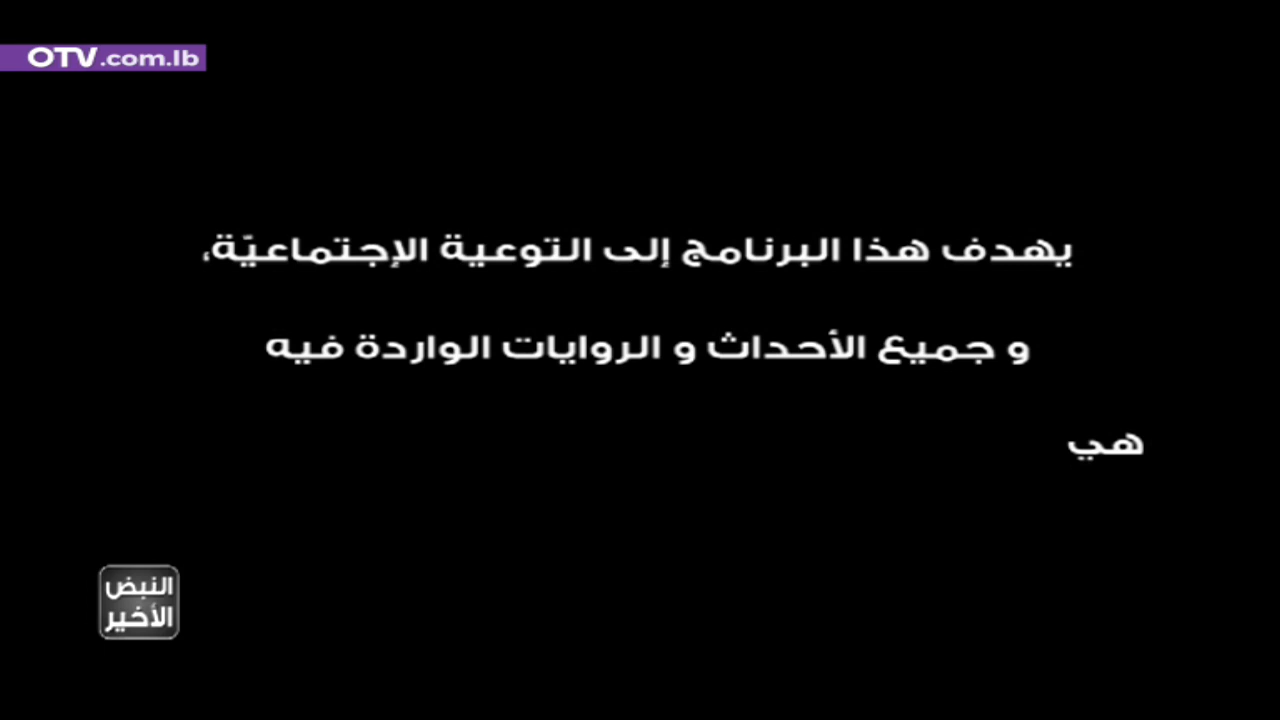 OTV.com.lb
يهدف هذا البرنامج إلى التوعية الإجتماعيّة،
و جميع الأحداث و الروايات الواردة فيه
هي
النبض
الأخير